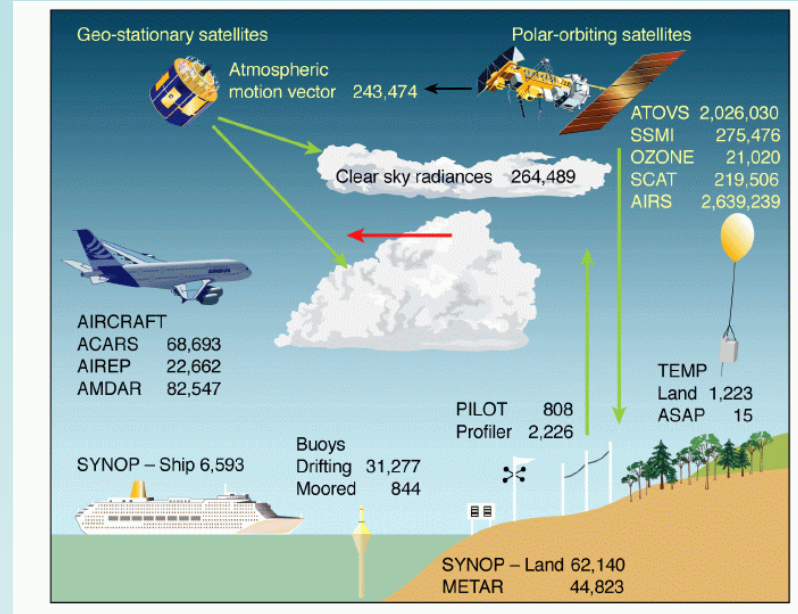 Geo-stationary satellites
Polar-orbiting satellites
Atmospheric
motion vector 243,474
ATOVS 2,026,030
SSMI 275,476
OZONE 21,020
SCAT 219,506
AIRS 2,639,239
Clear sky radiances 264,489
AIRCRAFT
ACARS 68,693
AIREP 22,662
AMDAR 82,547
TEMP
Land 1,223
ASAP 15
PILOT 808
Profiler 2,226
Buoys
Drifting 31,277
Moored 844
SYNOP – Ship 6,593
SYNOP – Land 62,140
METAR 44,823